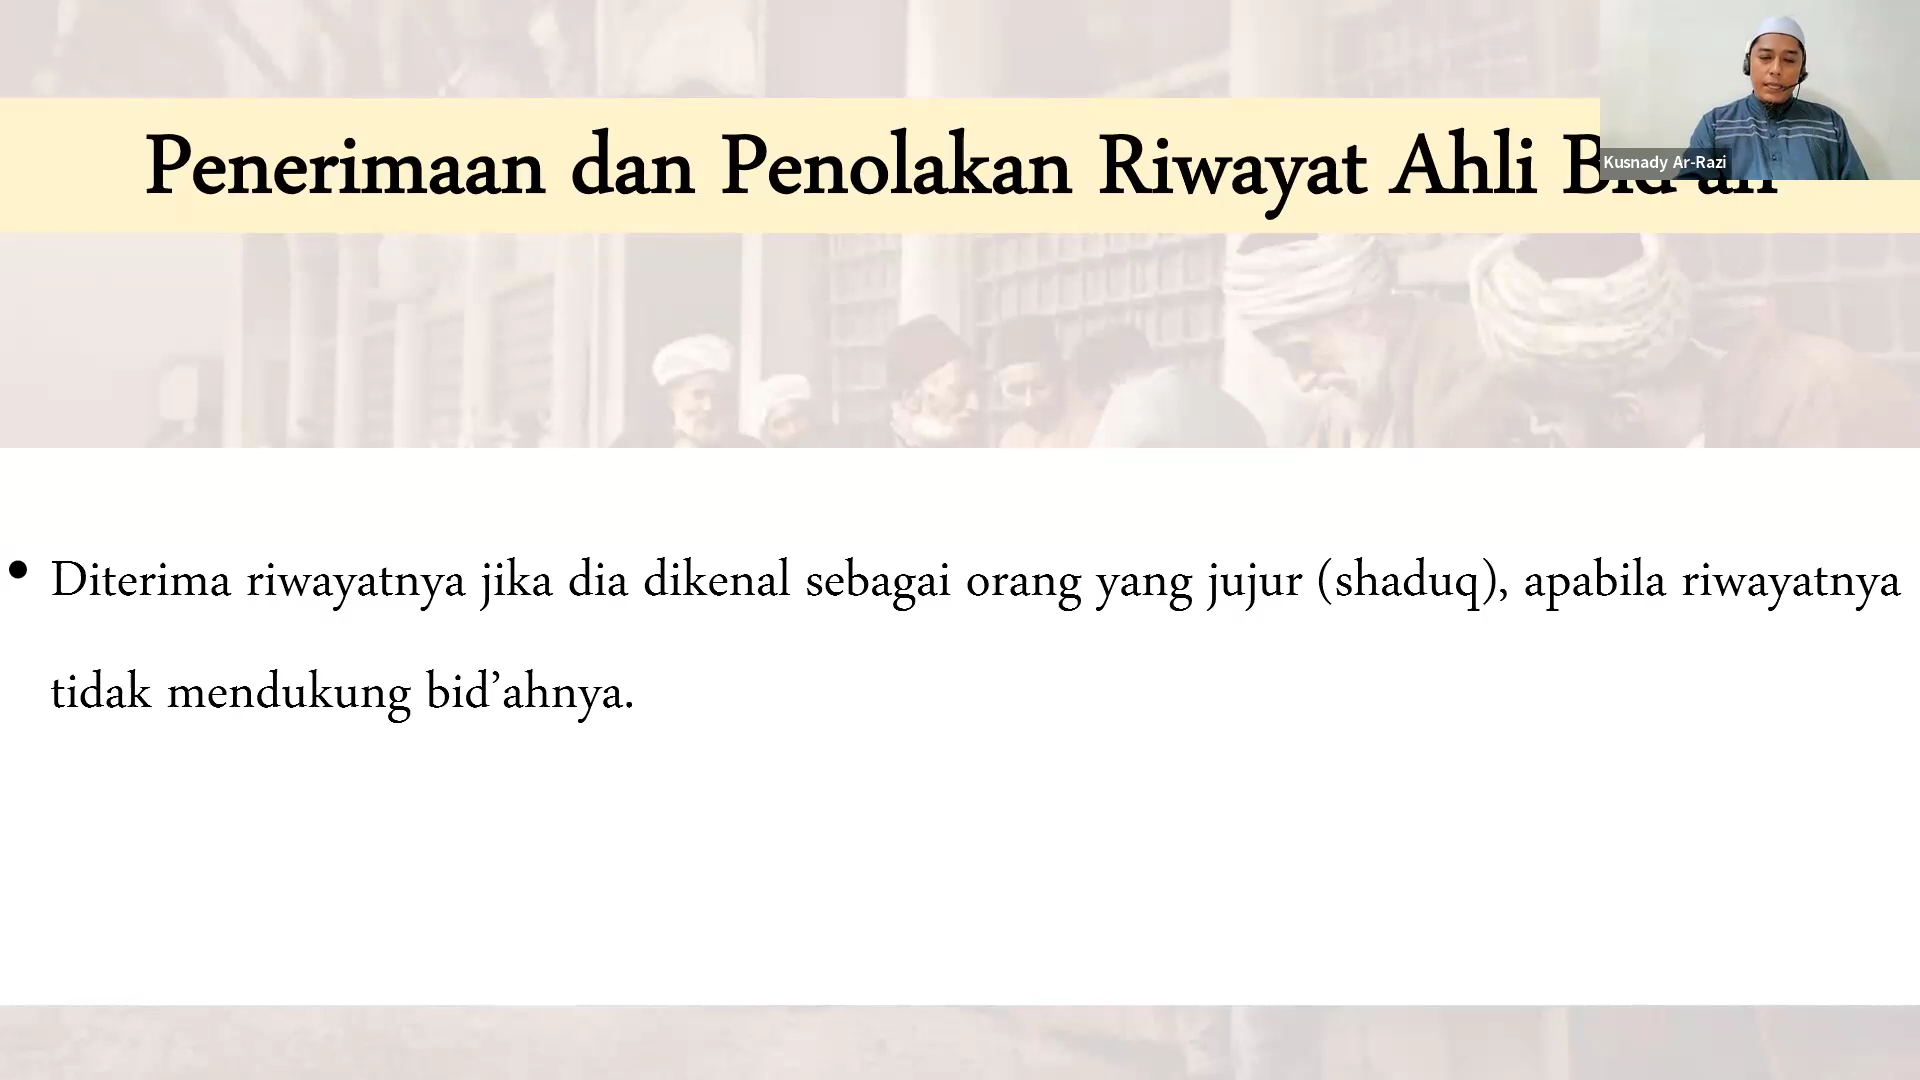 Penerimaan dan Penolakan Riwayat Ahli
Kusnady Ar-Razi
• Diterima riwayatnya jika dia dikenal sebagai orang yang jujur (shaduq), apabila riwayatnya
tidak mendukung bid’ahnya.